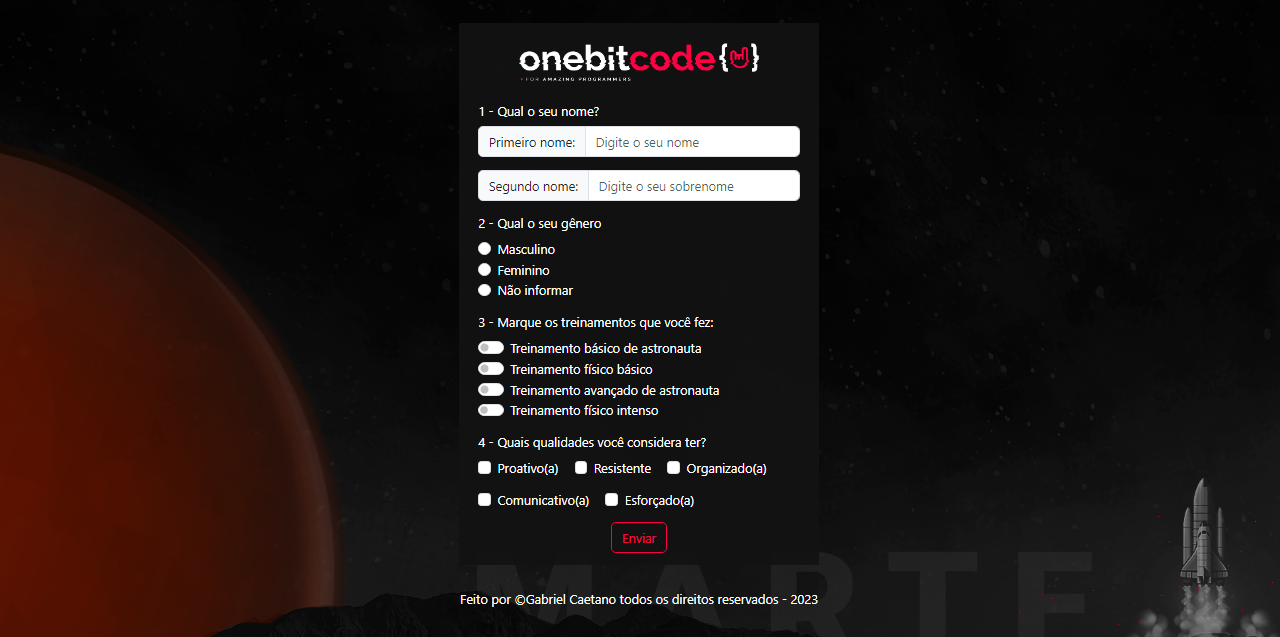 onebitcode{}
FOR AMAZING PROGRAMMERS
1 - Qual o seu nome?
Primeiro nome: Digite o seu nome
Segundo nome: Digite o seu sobrenome
2 - Qual o seu gênero
Masculino
Feminino
Não informar
3 - Marque os treinamentos que você fez:
Treinamento básico de astronauta
Treinamento físico básico
Treinamento avançado de astronauta
Treinamento físico intenso
4 - Quais qualidades você considera ter?
Proativo(a) Resistente Organizado(a)
Comunicativo(a) Esforçado(a)
Enviar
MARTE
Feito por ©Gabriel Caetano todos os direitos reservados - 2023